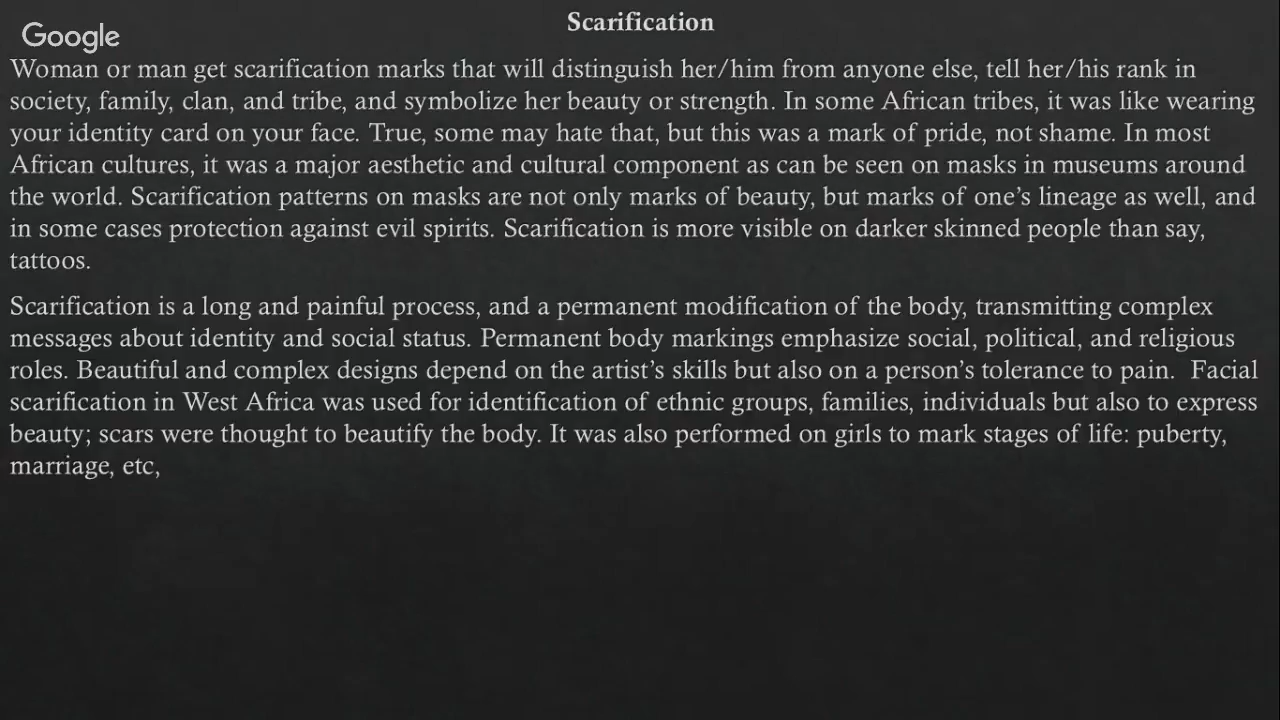 Scarification
Google
Woman or man get scarification marks that will distinguish her/him from anyone else, tell her/his rank in
society, family, clan, and tribe, and symbolize her beauty or strength. In some African tribes, it was like wearing
your identity card on your face. True, some may hate that, but this was a mark of pride, not shame. In most
African cultures, it was a major aesthetic and cultural component as can be seen on masks in museums around
the world. Scarification patterns on masks are not only marks of beauty, but marks of one’s lineage as well, and
in some cases protection against evil spirits. Scarification is more visible on darker skinned people than say,
tattoos.
Scarification is a long and painful process, and a permanent modification of the body, transmitting complex
messages about identity and social status. Permanent body markings emphasize social, political, and religious
roles. Beautiful and complex designs depend on the artist’s skills but also on a person’s tolerance to pain.  Facial
scarification in West Africa was used for identification of ethnic groups, families, individuals but also to express
beauty; scars were thought to beautify the body. It was also performed on girls to mark stages of life: puberty,
marriage, etc,